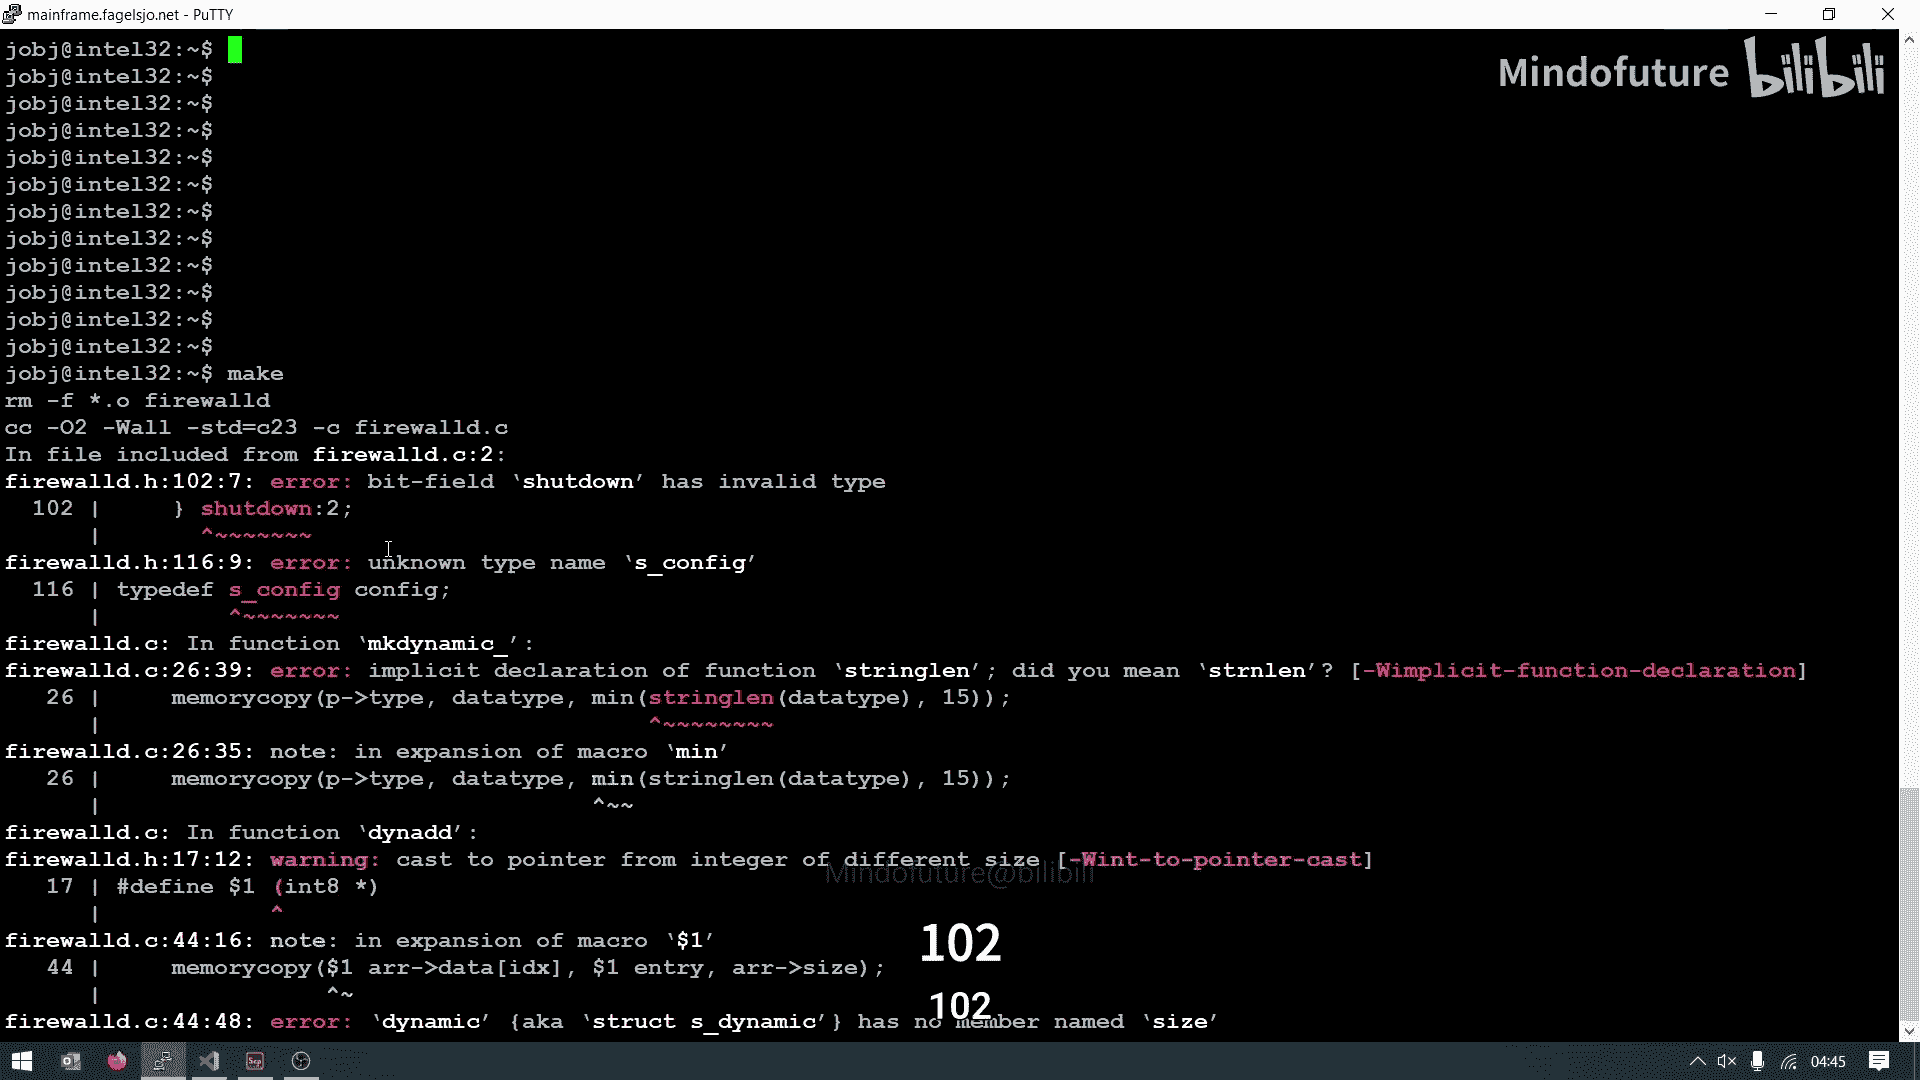 mainframe.fagelsjo.net - PuTTY
jobj@intel32:~$
Mindofuture bilibili
jobj@intel32:~$
jobj@intel32:~$
jobj@intel32:~$
jobj@intel32:~$
jobj@intel32:~$
jobj@intel32:~$
jobj@intel32:~$
jobj@intel32:~$
jobj@intel32:~$
jobj@intel32:~$
jobj@intel32:~$
jobj@intel32:~$ make
rm -f *.o firewalld
cc -O2 -Wall -std=c23 -c firewalld.c
In file included from firewalld.c:2:
firewalld.h:102:7: error: bit-field ‘shutdown’ has invalid type
102 |     } shutdown:2;
|       ^~~~~~~~
firewalld.h:116:9: error: unknown type name ‘s_config’
116 | typedef s_config config;
|         ^~~~~~~~
firewalld.c: In function ‘mkdynamic_’:
firewalld.c:26:39: error: implicit declaration of function ‘stringlen’; did you mean ‘strnlen’? [-Wimplicit-function-declaration]
26 |     memorycopy(p->type, datatype, min(stringlen(datatype), 15));
|                                       ^~~~~~~~~
firewalld.c:26:35: note: in expansion of macro ‘min’
26 |     memorycopy(p->type, datatype, min(stringlen(datatype), 15));
|                                   ^~~
firewalld.c: In function ‘dynadd’:
firewalld.h:17:12: warning: cast to pointer from integer of different size [-Wint-to-pointer-cast]
Mindofuture@bilibili
17 | #define $1 (int8 *)
|            ^
firewalld.c:44:16: note: in expansion of macro ‘$1’
102
44 |     memorycopy($1 arr->data[idx], $1 entry, arr->size);
|                ^~
102
firewalld.c:44:48: error: ‘dynamic’ {aka ‘struct s_dynamic’} has no member named ‘size’
04:45